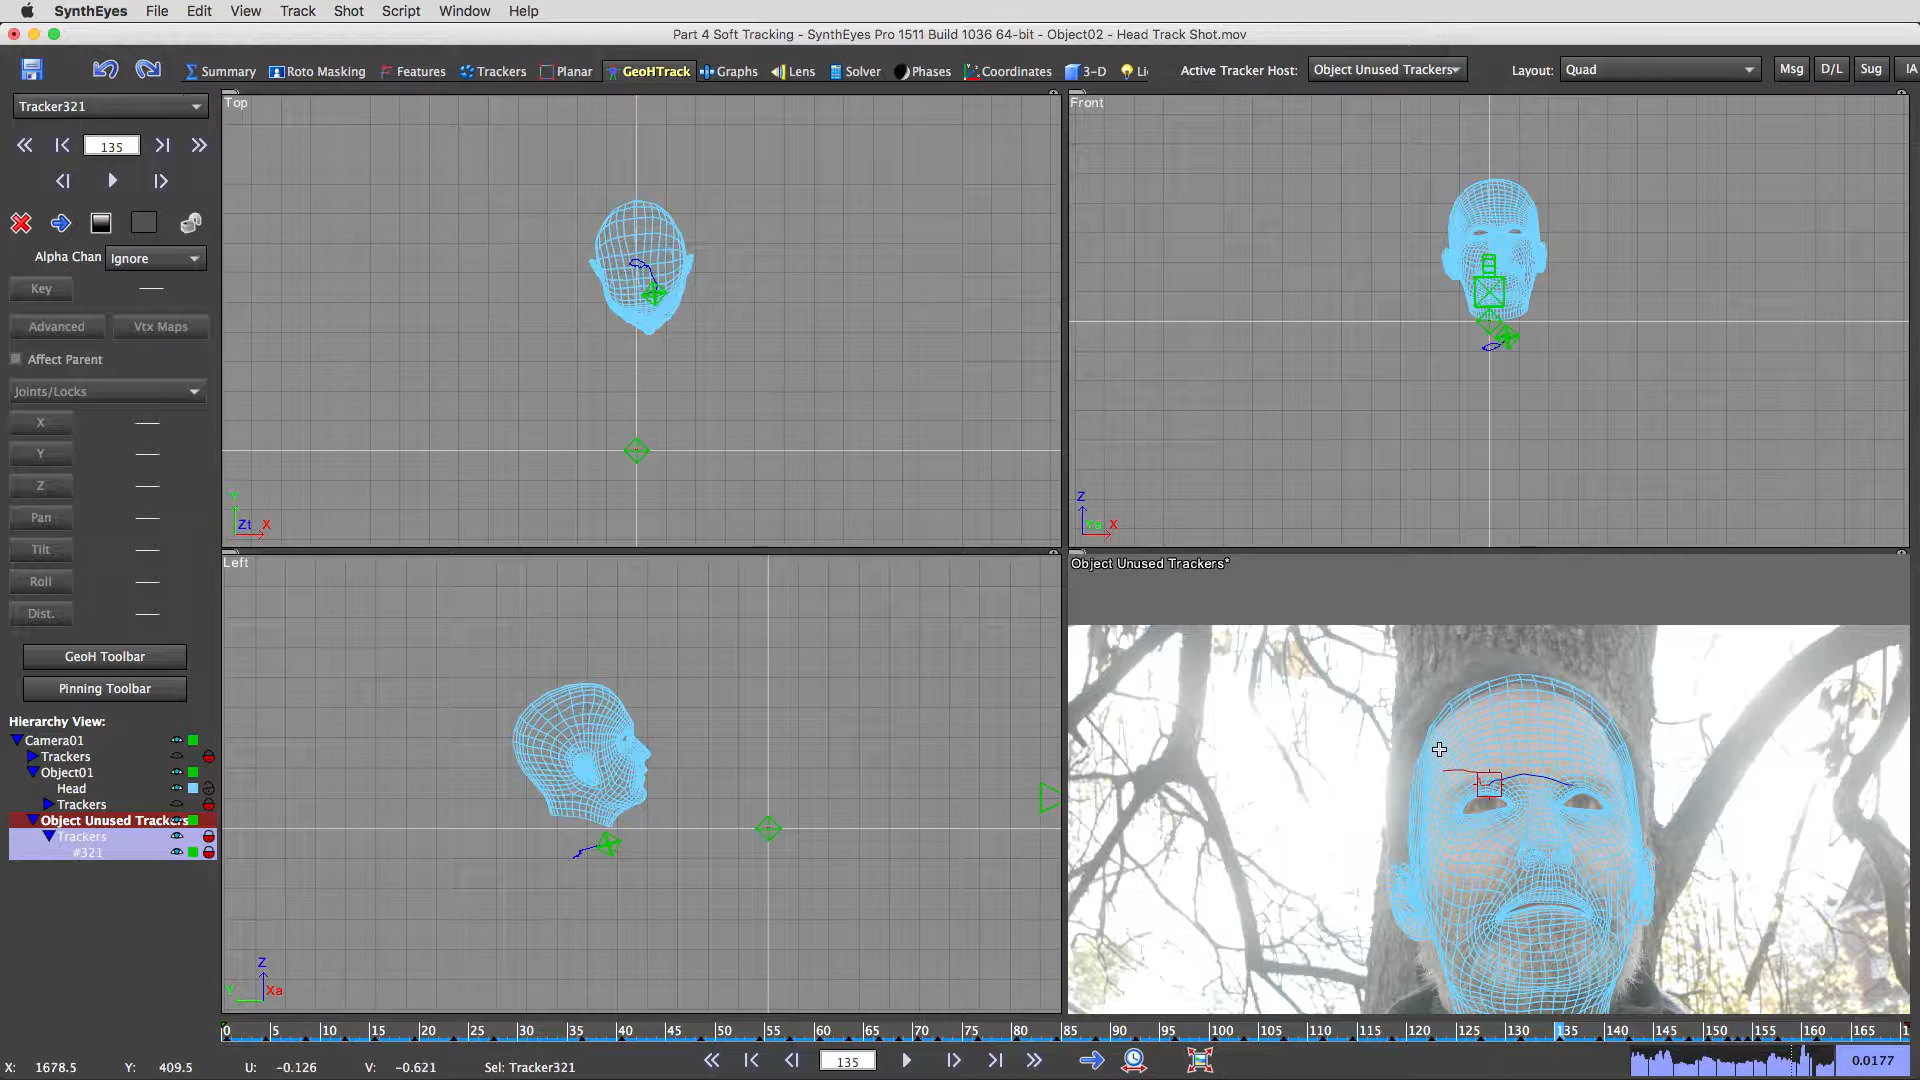 SynthEyes File Edit View Track Shot Script Window Help
Part 4 Soft Tracking - SynthEyes Pro 1511 Build 1036 64-bit - Object02 - Head Track Shot.mov
Summary Roto Masking Features Trackers Planar GeoHTrack Graphs Lens Solver Phases Coordinates 3-D Li Active Tracker Host: Object Unused Trackers Layout: Quad Msg D/L Sug IA
Tracker321
135
Alpha Chan Ignore
Key
Advanced Vtx Maps
Affect Parent
Joints/Locks
X
Y
Z
Pan
Tilt
Roll
Dist.
GeoH Toolbar
Pinning Toolbar
Hierarchy View:
Camera01
Trackers
Object01
Head
Trackers
Object Unused Trackers
Trackers
#321
Top
Y
Zt X
Front
Z
X
Left
Z
Y Xa
Object Unused Trackers*
0 5 10 15 20 25 30 35 40 45 50 55 60 65 70 75 80 85 90 95 100 105 110 115 120 125 130 135 140 145 150 155 160 165
X: 1678.5 Y: 409.5 U: -0.126 V: -0.621 Sel: Tracker321 135 0.0177